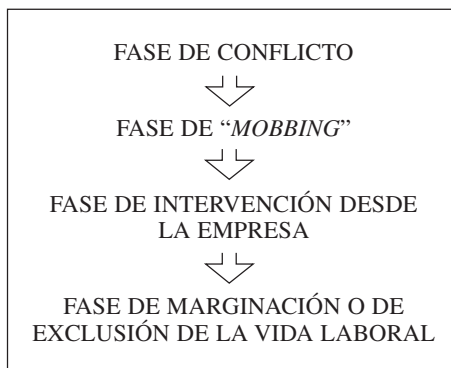 FASE DE CONFLICTO
FASE DE “MOBBING”
FASE DE INTERVENCIÓN DESDE
LA EMPRESA
FASE DE MARGINACIÓN O DE
EXCLUSIÓN DE LA VIDA LABORAL